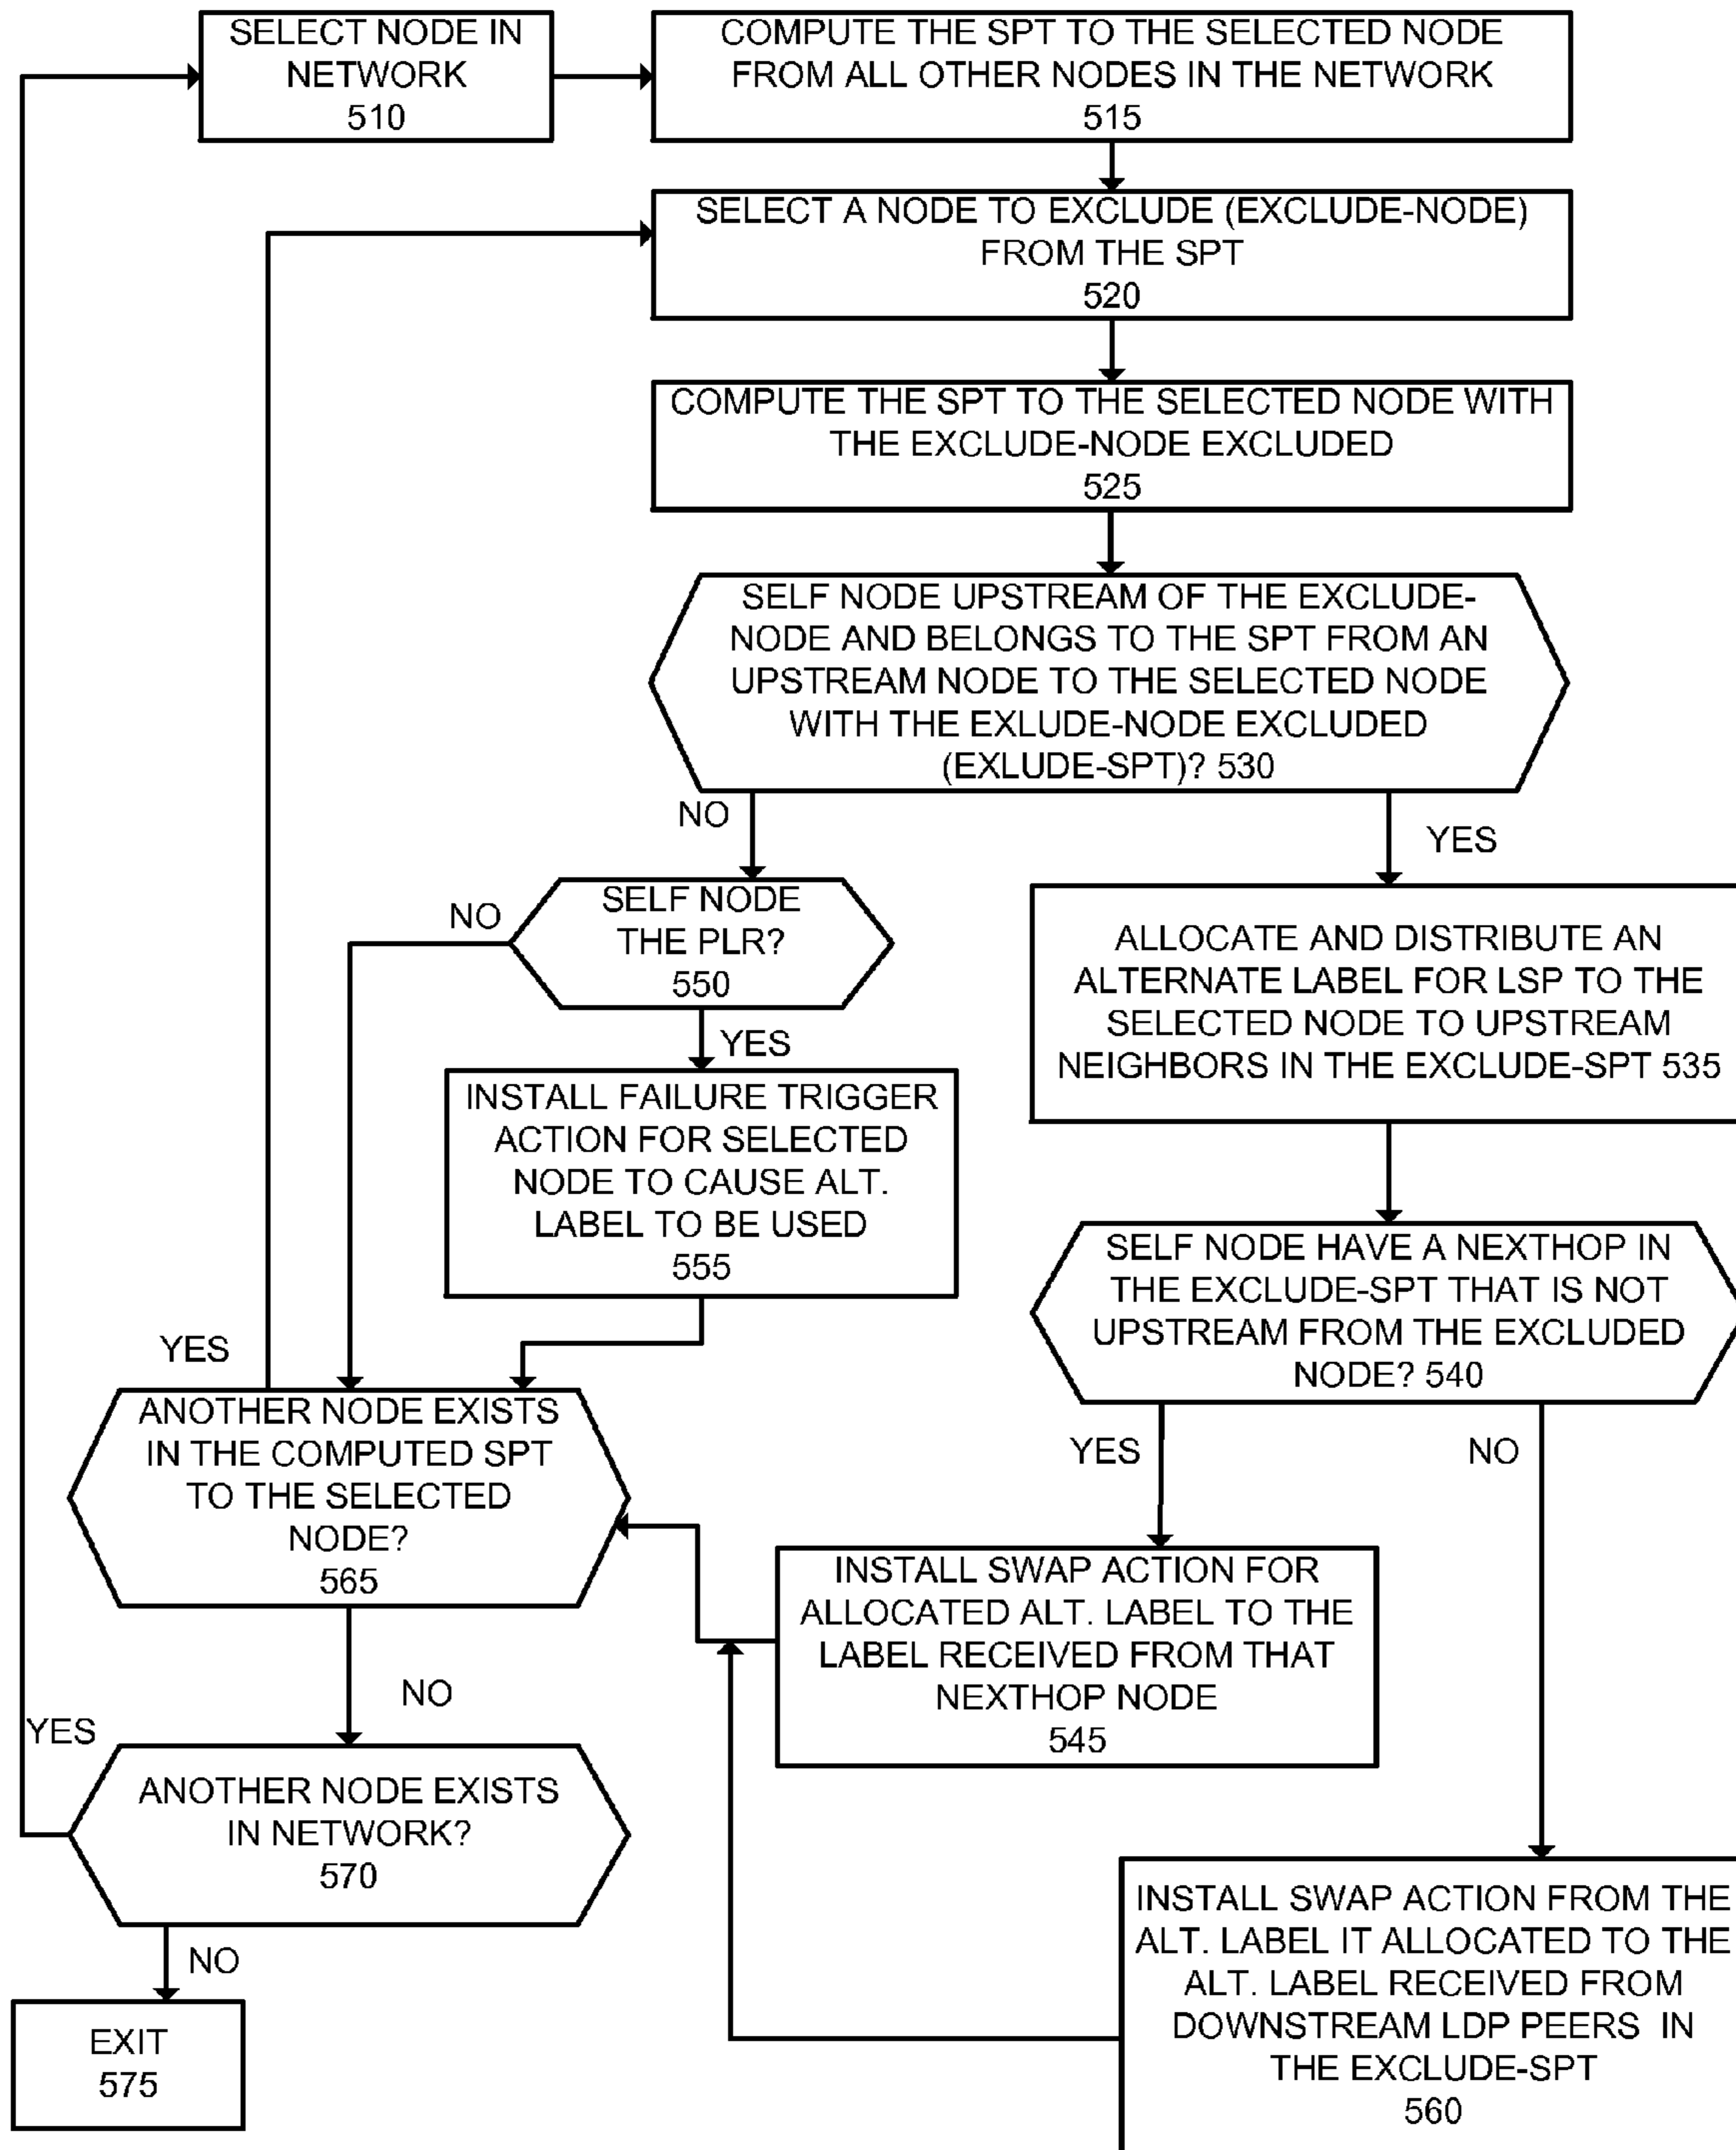 SELECT NODE IN
NETWORK
510
COMPUTE THE SPT TO THE SELECTED NODE
FROM ALL OTHER NODES IN THE NETWORK
515
SELECT A NODE TO EXCLUDE (EXCLUDE-NODE)
FROM THE SPT
520
COMPUTE THE SPT TO THE SELECTED NODE WITH
THE EXCLUDE-NODE EXCLUDED
525
SELF NODE UPSTREAM OF THE EXCLUDE-
NODE AND BELONGS TO THE SPT FROM AN
UPSTREAM NODE TO THE SELECTED NODE
WITH THE EXLUDE-NODE EXCLUDED
(EXLUDE-SPT)? 530
NO
YES
SELF NODE
THE PLR?
550
NO
YES
INSTALL FAILURE TRIGGER
ACTION FOR SELECTED
NODE TO CAUSE ALT.
LABEL TO BE USED
555
ALLOCATE AND DISTRIBUTE AN
ALTERNATE LABEL FOR LSP TO THE
SELECTED NODE TO UPSTREAM
NEIGHBORS IN THE EXCLUDE-SPT 535
SELF NODE HAVE A NEXTHOP IN
THE EXCLUDE-SPT THAT IS NOT
UPSTREAM FROM THE EXCLUDED
NODE? 540
YES
NO
YES
ANOTHER NODE EXISTS
IN THE COMPUTED SPT
TO THE SELECTED
NODE?
565
INSTALL SWAP ACTION FOR
ALLOCATED ALT. LABEL TO THE
LABEL RECEIVED FROM THAT
NEXTHOP NODE
545
NO
YES
ANOTHER NODE EXISTS
IN NETWORK?
570
INSTALL SWAP ACTION FROM THE
ALT. LABEL IT ALLOCATED TO THE
ALT. LABEL RECEIVED FROM
DOWNSTREAM LDP PEERS IN
THE EXCLUDE-SPT
560
NO
EXIT
575